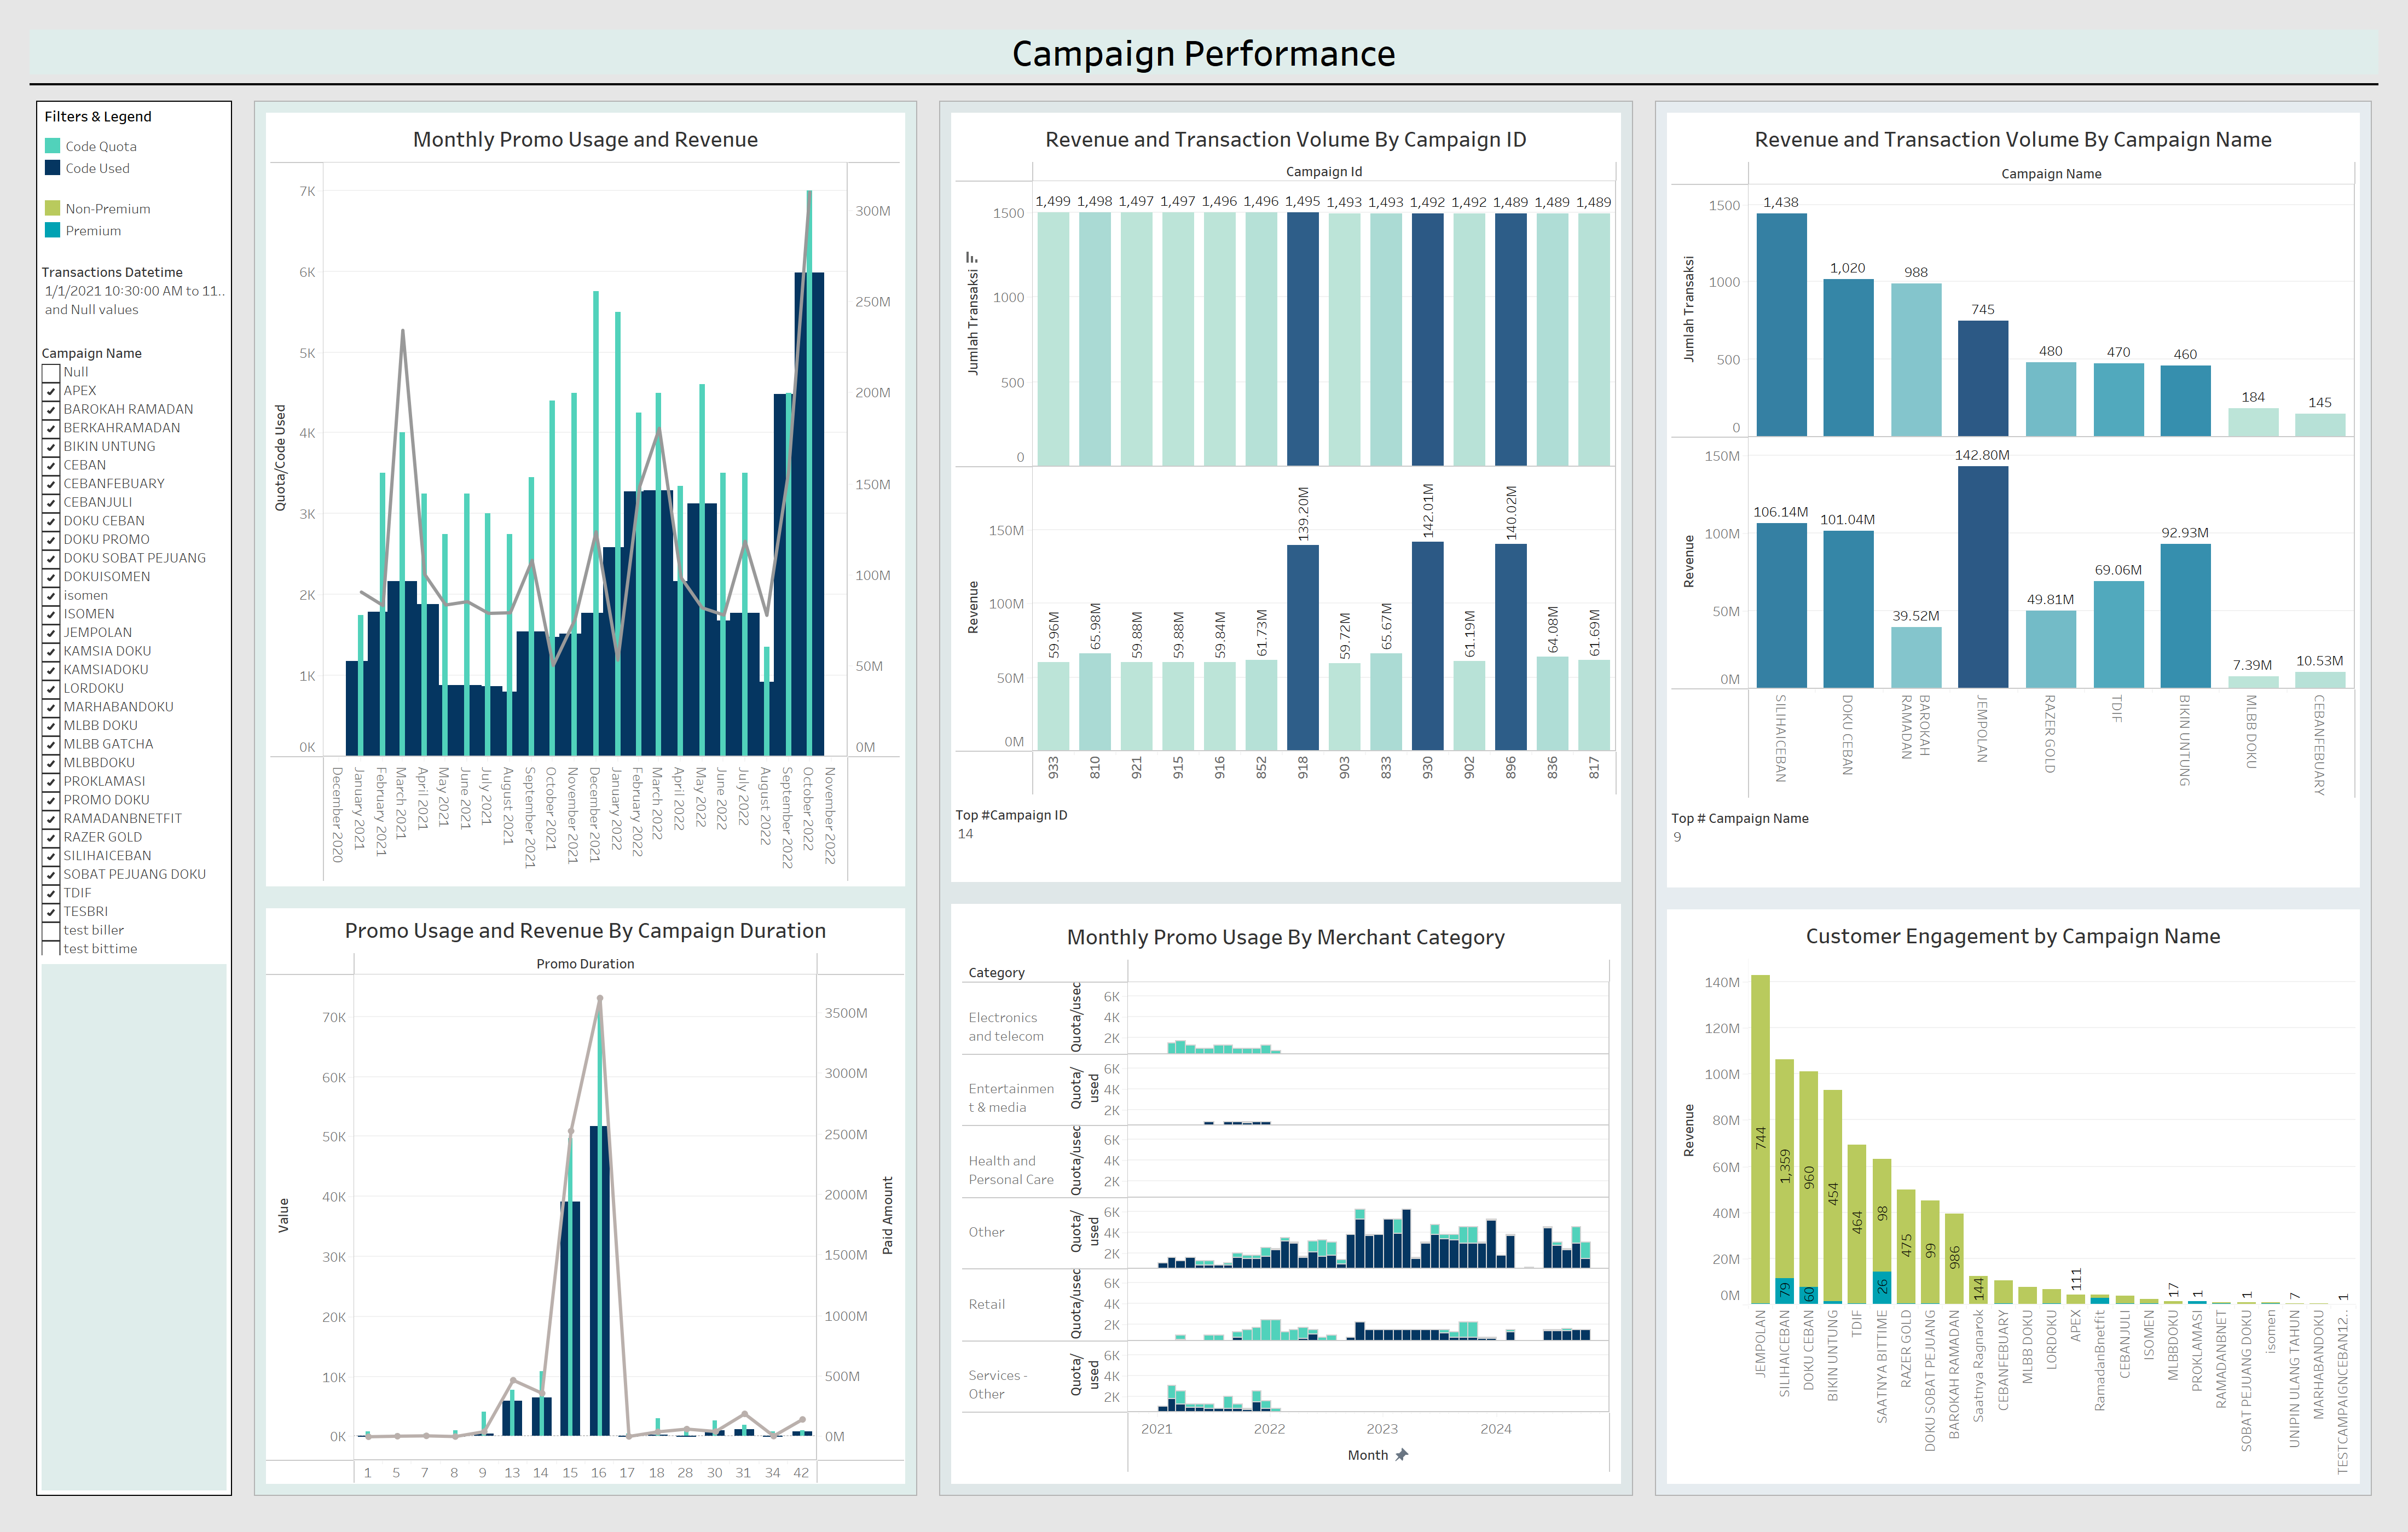 Campaign Performance
Filters & Legend
Code Quota
Code Used
Non-Premium
Premium
Transactions Datetime
1/1/2021 10:30:00 AM to 11..
and Null values
Campaign Name
Null
APEX
BAROKAH RAMADAN
BERKAHRAMADAN
BIKIN UNTUNG
CEBAN
CEBANFEBUARY
CEBANJULI
DOKU CEBAN
DOKU PROMO
DOKU SOBAT PEJUANG
DOKUISOMEN
isomen
ISOMEN
JEMPOLAN
KAMSIA DOKU
KAMSIADOKU
LORDOKU
MARHABANDOKU
MLBB DOKU
MLBB GATCHA
MLBBDOKU
PROKLAMASI
PROMO DOKU
RAMADANBNETFIT
RAZER GOLD
SILIHAICEBAN
SOBAT PEJUANG DOKU
TDIF
TESBRI
test biller
test bittime
Monthly Promo Usage and Revenue
Quota/Code Used
7K
6K
5K
4K
3K
2K
1K
0K
300M
250M
200M
150M
100M
50M
0M
December 2020
January 2021
February 2021
March 2021
April 2021
May 2021
June 2021
July 2021
August 2021
September 2021
October 2021
November 2021
December 2021
January 2022
February 2022
March 2022
April 2022
May 2022
June 2022
July 2022
August 2022
September 2022
October 2022
November 2022
Promo Usage and Revenue By Campaign Duration
Promo Duration
Value
70K
60K
50K
40K
30K
20K
10K
0K
3500M
3000M
2500M
2000M
1500M
1000M
500M
0M
Paid Amount
1 5 7 8 9 13 14 15 16 17 18 28 30 31 34 42
Revenue and Transaction Volume By Campaign ID
Campaign Id
Jumlah Transaksi
1500
1000
500
0
1,499 1,498 1,497 1,497 1,496 1,496 1,495 1,493 1,493 1,492 1,492 1,489 1,489 1,489
Revenue
150M
100M
50M
0M
59.96M
65.98M
59.88M
59.88M
59.84M
61.73M
139.20M
59.72M
65.67M
142.01M
61.19M
140.02M
64.08M
61.69M
933
810
921
915
916
852
918
903
833
930
902
896
836
817
Top #Campaign ID
14
Monthly Promo Usage By Merchant Category
Category
Electronics
and telecom
Quota/used
6K
4K
2K
Entertainmen
t & media
Quota/
used
6K
4K
2K
Health and
Personal Care
Quota/used
6K
4K
2K
Other
Quota/
used
6K
4K
2K
Retail
Quota/used
6K
4K
2K
Services -
Other
Quota/
used
6K
4K
2K
2021 2022 2023 2024
Month
Revenue and Transaction Volume By Campaign Name
Campaign Name
Jumlah Transaksi
1500
1000
500
0
1,438
1,020
988
745
480
470
460
184
145
Revenue
150M
100M
50M
0M
106.14M
101.04M
39.52M
142.80M
49.81M
69.06M
92.93M
7.39M
10.53M
SILIHAICEBAN
DOKU CEBAN
BAROKAH
RAMADAN
JEMPOLAN
RAZER GOLD
TDIF
BIKIN UNTUNG
MLBB DOKU
CEBANFEBUARY
Top # Campaign Name
9
Customer Engagement by Campaign Name
Revenue
140M
120M
100M
80M
60M
40M
20M
0M
744
1,359
79
960
60
454
464
98
26
475
99
986
144
111
17
1
1
7
1
JEMPOLAN
SILIHAICEBAN
DOKU CEBAN
BIKIN UNTUNG
TDIF
SAATNYA BITTIME
RAZER GOLD
DOKU SOBAT PEJUANG
BAROKAH RAMADAN
Saatnya Ragnarok
CEBANFEBUARY
MLBB DOKU
LORDOKU
APEX
RamadanBnetfit
CEBANJULI
ISOMEN
MLBBDOKU
PROKLAMASI
RAMADANBNET
SOBAT PEJUANG DOKU
isomen
UNIPIN ULANG TAHUN
MARHABANDOKU
TESTCAMPAIGNCEBAN12..